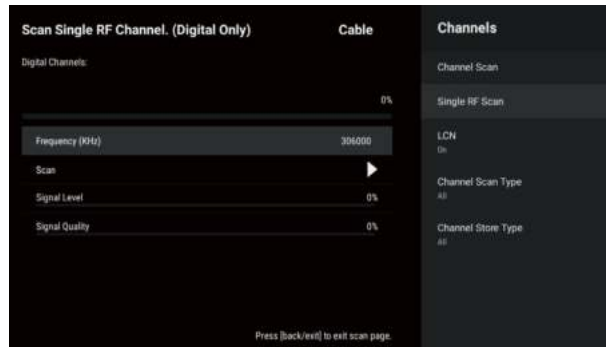 Scan Single RF Channel. (Digital Only) Cable
Digital Channels:
0%
Frequency (KHz) 306000
Scan
Signal Level 0%
Signal Quality 0%
Press [back/exit] to exit scan page.
Channels
Channel Scan
Single RF Scan
LCN
On
Channel Scan Type
All
Channel Store Type
All